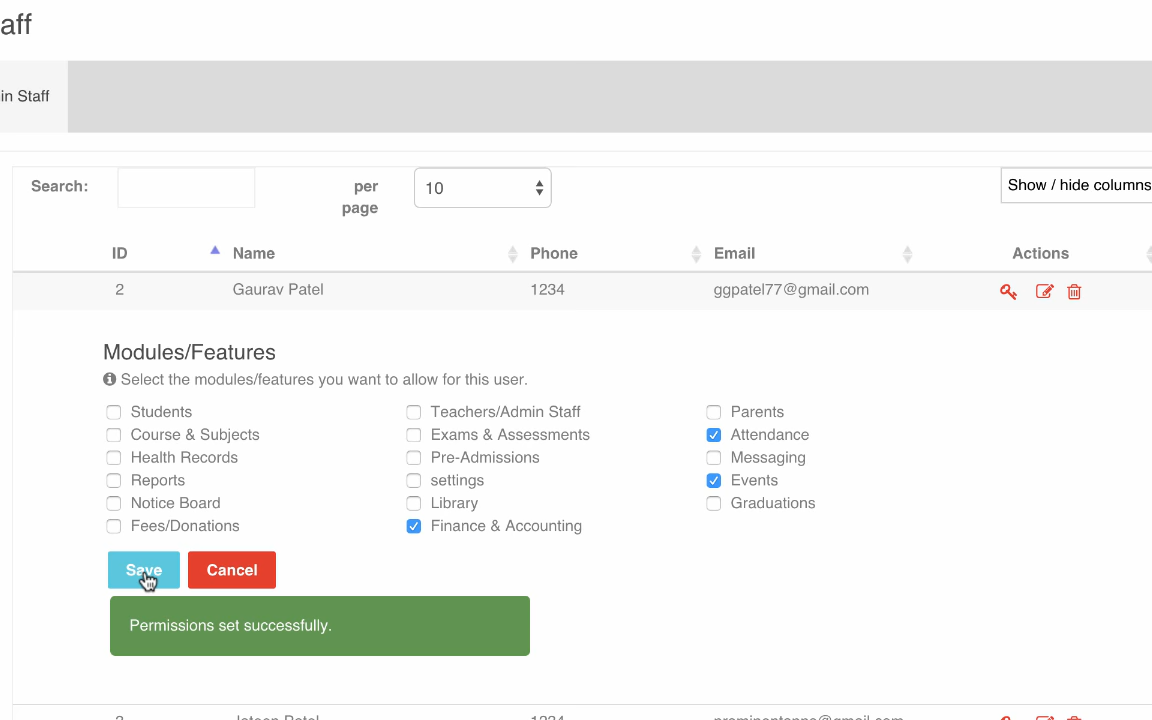 aff
in Staff
Search:
per
page
10
Show / hide columns
ID Name Phone Email Actions
2 Gaurav Patel 1234 ggpatel77@gmail.com
Modules/Features
Select the modules/features you want to allow for this user.
Students Teachers/Admin Staff Parents
Course & Subjects Exams & Assessments Attendance
Health Records Pre-Admissions Messaging
Reports settings Events
Notice Board Library Graduations
Fees/Donations Finance & Accounting
Save Cancel
Permissions set successfully.
Patel 1234